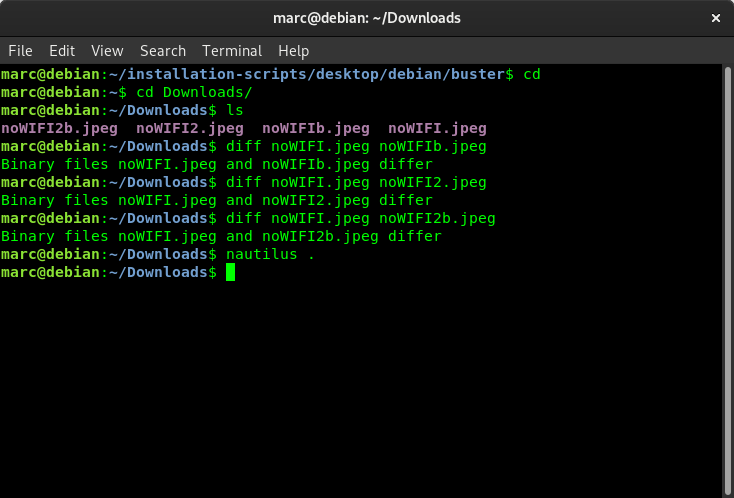 marc@debian: ~/Downloads ×
File Edit View Search Terminal Help
marc@debian:~/installation-scripts/desktop/debian/buster$ cd
marc@debian:~$ cd Downloads/
marc@debian:~/Downloads$ ls
noWIFI2b.jpeg  noWIFI2.jpeg  noWIFIb.jpeg  noWIFI.jpeg
marc@debian:~/Downloads$ diff noWIFI.jpeg noWIFIb.jpeg
Binary files noWIFI.jpeg and noWIFIb.jpeg differ
marc@debian:~/Downloads$ diff noWIFI.jpeg noWIFI2.jpeg
Binary files noWIFI.jpeg and noWIFI2.jpeg differ
marc@debian:~/Downloads$ diff noWIFI.jpeg noWIFI2b.jpeg
Binary files noWIFI.jpeg and noWIFI2b.jpeg differ
marc@debian:~/Downloads$ nautilus .
marc@debian:~/Downloads$